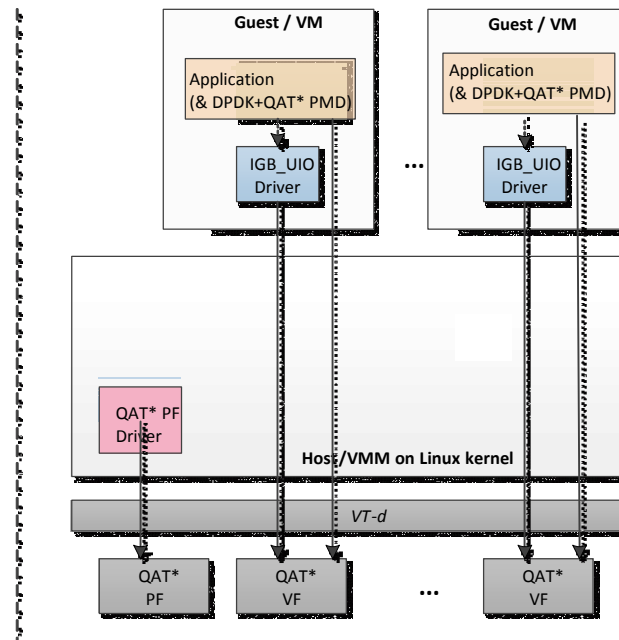 Guest / VM
Guest / VM
Application
(& DPDK+QAT* PMD)
Application
(& DPDK+QAT* PMD)
IGB_UIO
Driver
...
IGB_UIO
Driver
QAT* PF
Driver
Host/VMM on Linux kernel
VT-d
QAT*
PF
QAT*
VF
...
QAT*
VF